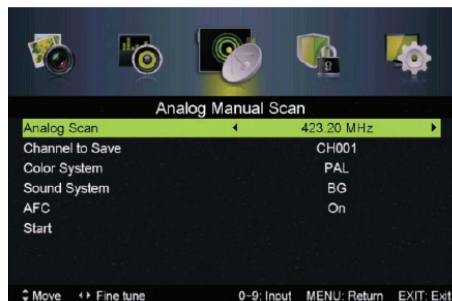 Analog Manual Scan
Analog Scan 423.20 MHz
Channel to Save CH001
Color System PAL
Sound System BG
AFC On
Start
Move Fine tune 0~9: Input MENU: Return EXIT: Exit